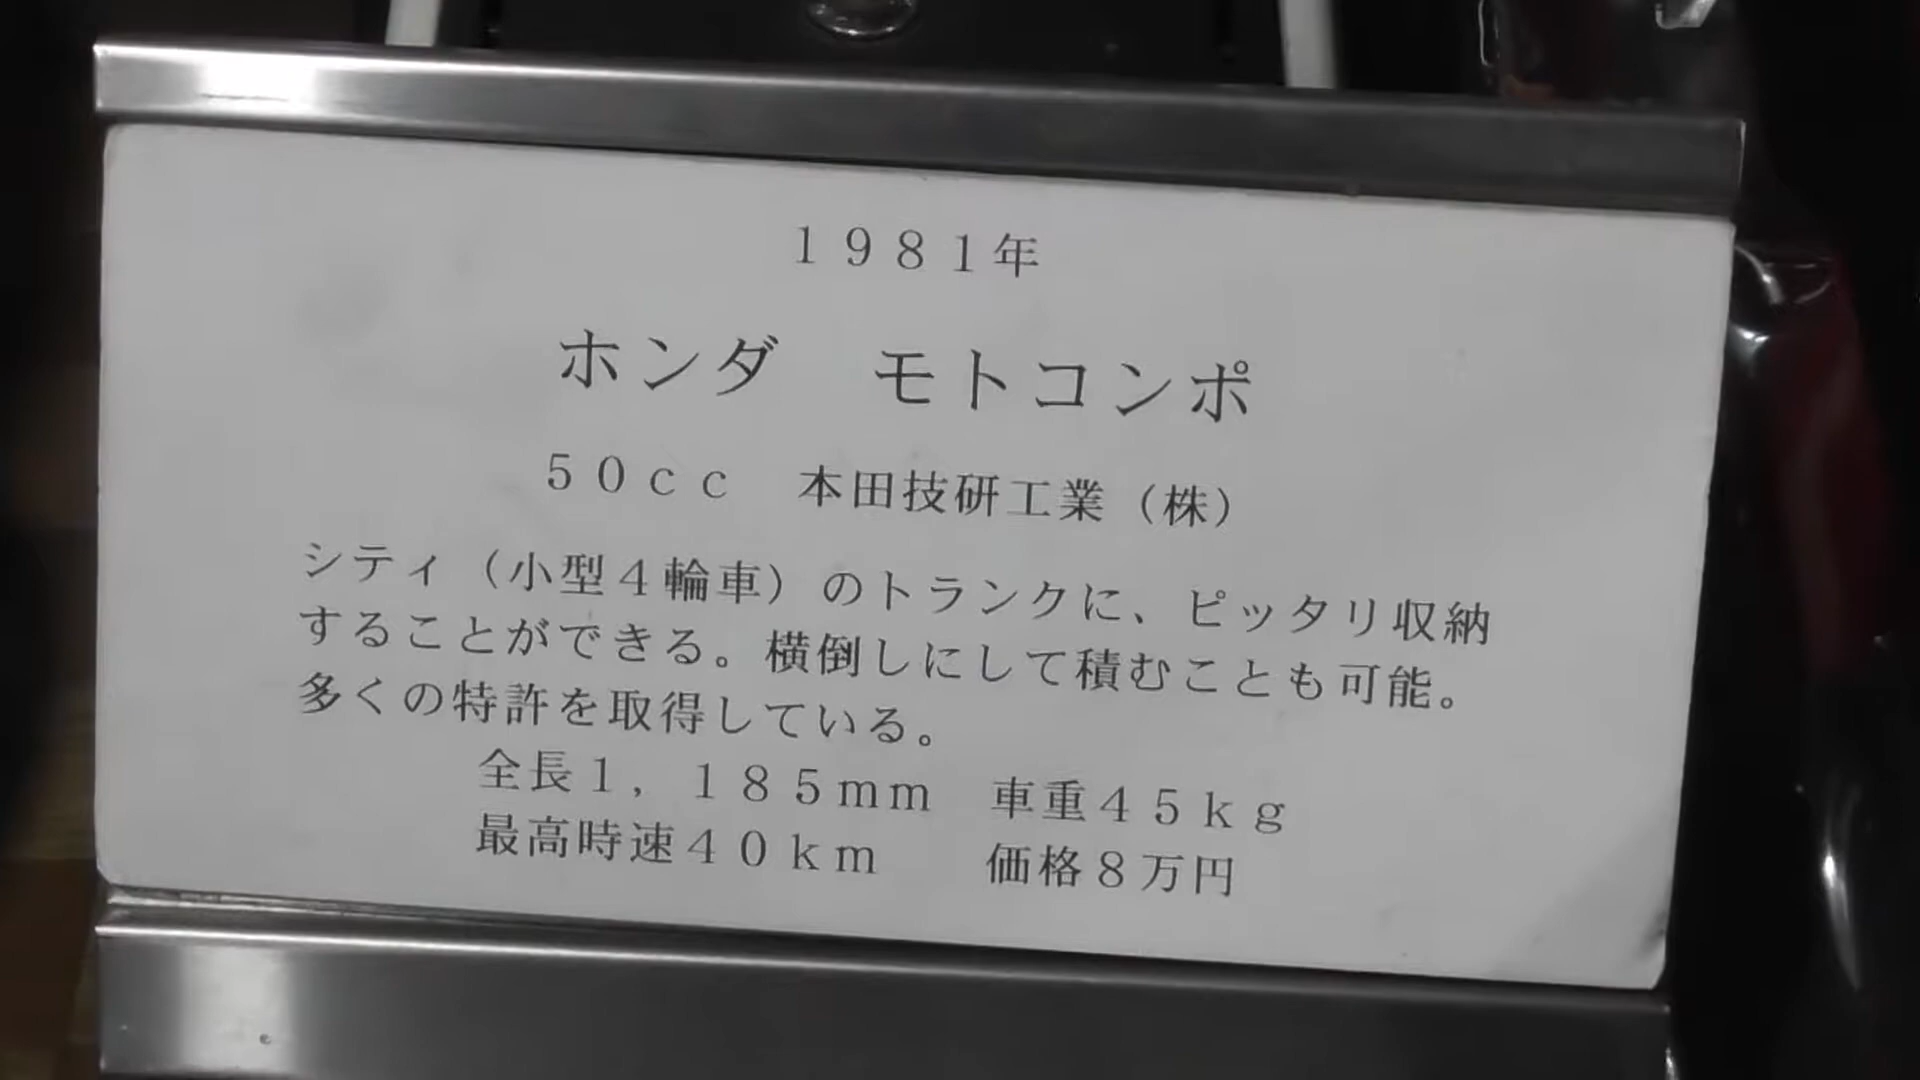 １９８１年
ホンダ　モトコンポ
５０ｃｃ　本田技研工業（株）
シティ（小型４輪車）のトランクに、ピッタリ収納
することができる。横倒しにして積むことも可能。
多くの特許を取得している。
全長１，１８５ｍｍ　車重４５ｋｇ
最高時速４０ｋｍ　　価格８万円